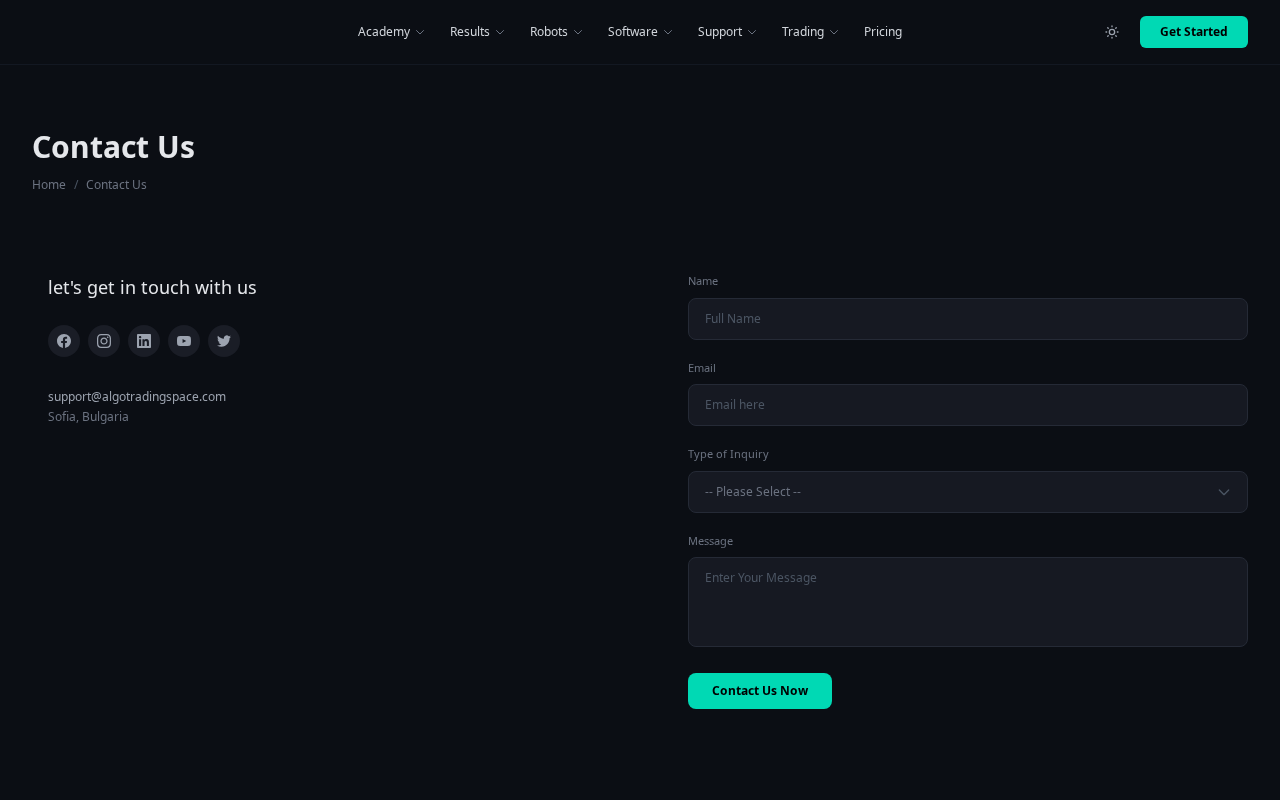 Academy Results Robots Software Support Trading Pricing Get Started
Contact Us
Home / Contact Us
let's get in touch with us
support@algotradingspace.com
Sofia, Bulgaria
Name
Full Name
Email
Email here
Type of Inquiry
-- Please Select --
Message
Enter Your Message
Contact Us Now